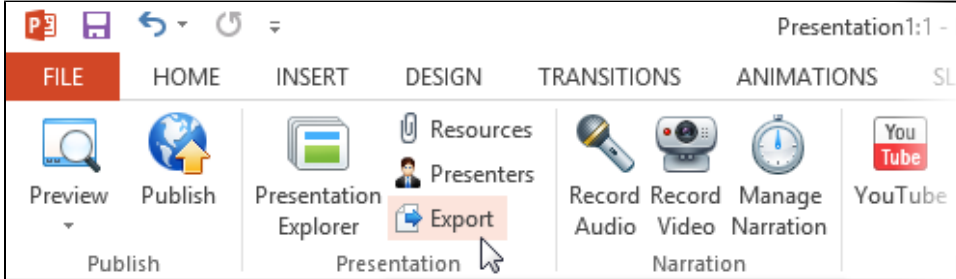 Presentation1:1 -
FILE HOME INSERT DESIGN TRANSITIONS ANIMATIONS SL
Preview Publish Presentation Explorer Resources Presenters Export Record Audio Record Video Manage Narration You Tube YouTube
Publish Presentation Narration